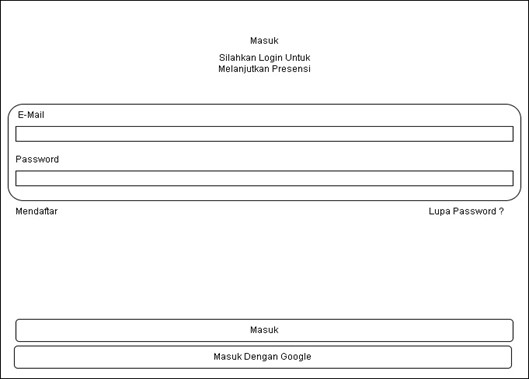 Masuk
Silahkan Login Untuk
Melanjutkan Presensi
E-Mail
Password
Mendaftar
Lupa Password ?
Masuk
Masuk Dengan Google